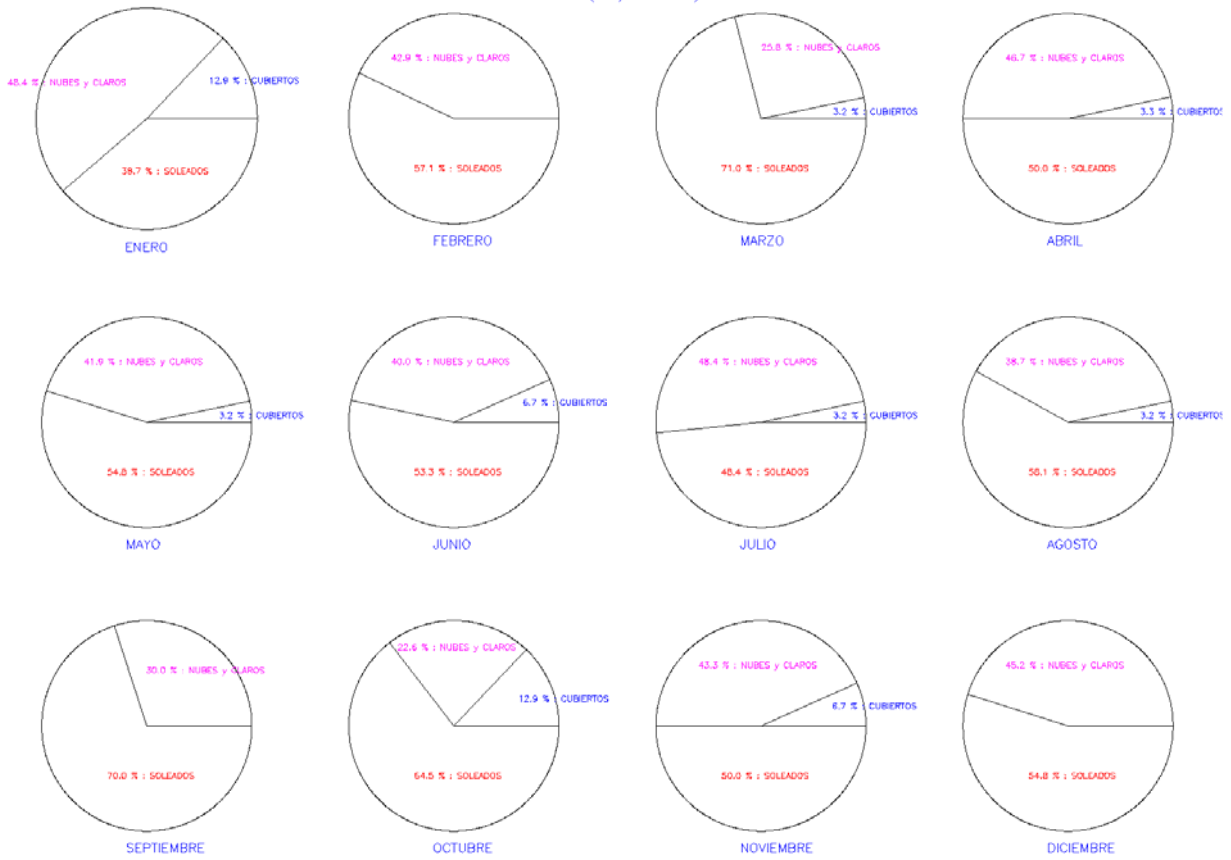 48.4 % : NUBES y CLAROS
12.9 % : CUBIERTOS
38.7 % : SOLEADOS
ENERO
42.9 % : NUBES y CLAROS
57.1 % : SOLEADOS
FEBRERO
25.8 % : NUBES y CLAROS
3.2 % : CUBIERTOS
71.0 % : SOLEADOS
MARZO
46.7 % : NUBES y CLAROS
3.3 % : CUBIERTOS
50.0 % : SOLEADOS
ABRIL
41.9 % : NUBES y CLAROS
3.2 % : CUBIERTOS
54.8 % : SOLEADOS
MAYO
40.0 % : NUBES y CLAROS
6.7 % : CUBIERTOS
53.3 % : SOLEADOS
JUNIO
48.4 % : NUBES y CLAROS
3.2 % : CUBIERTOS
48.4 % : SOLEADOS
JULIO
38.7 % : NUBES y CLAROS
3.2 % : CUBIERTOS
58.1 % : SOLEADOS
AGOSTO
30.0 % : NUBES y CLAROS
70.0 % : SOLEADOS
SEPTIEMBRE
22.6 % : NUBES y CLAROS
12.9 % : CUBIERTOS
64.5 % : SOLEADOS
OCTUBRE
43.3 % : NUBES y CLAROS
6.7 % : CUBIERTOS
50.0 % : SOLEADOS
NOVIEMBRE
45.2 % : NUBES y CLAROS
54.8 % : SOLEADOS
DICIEMBRE